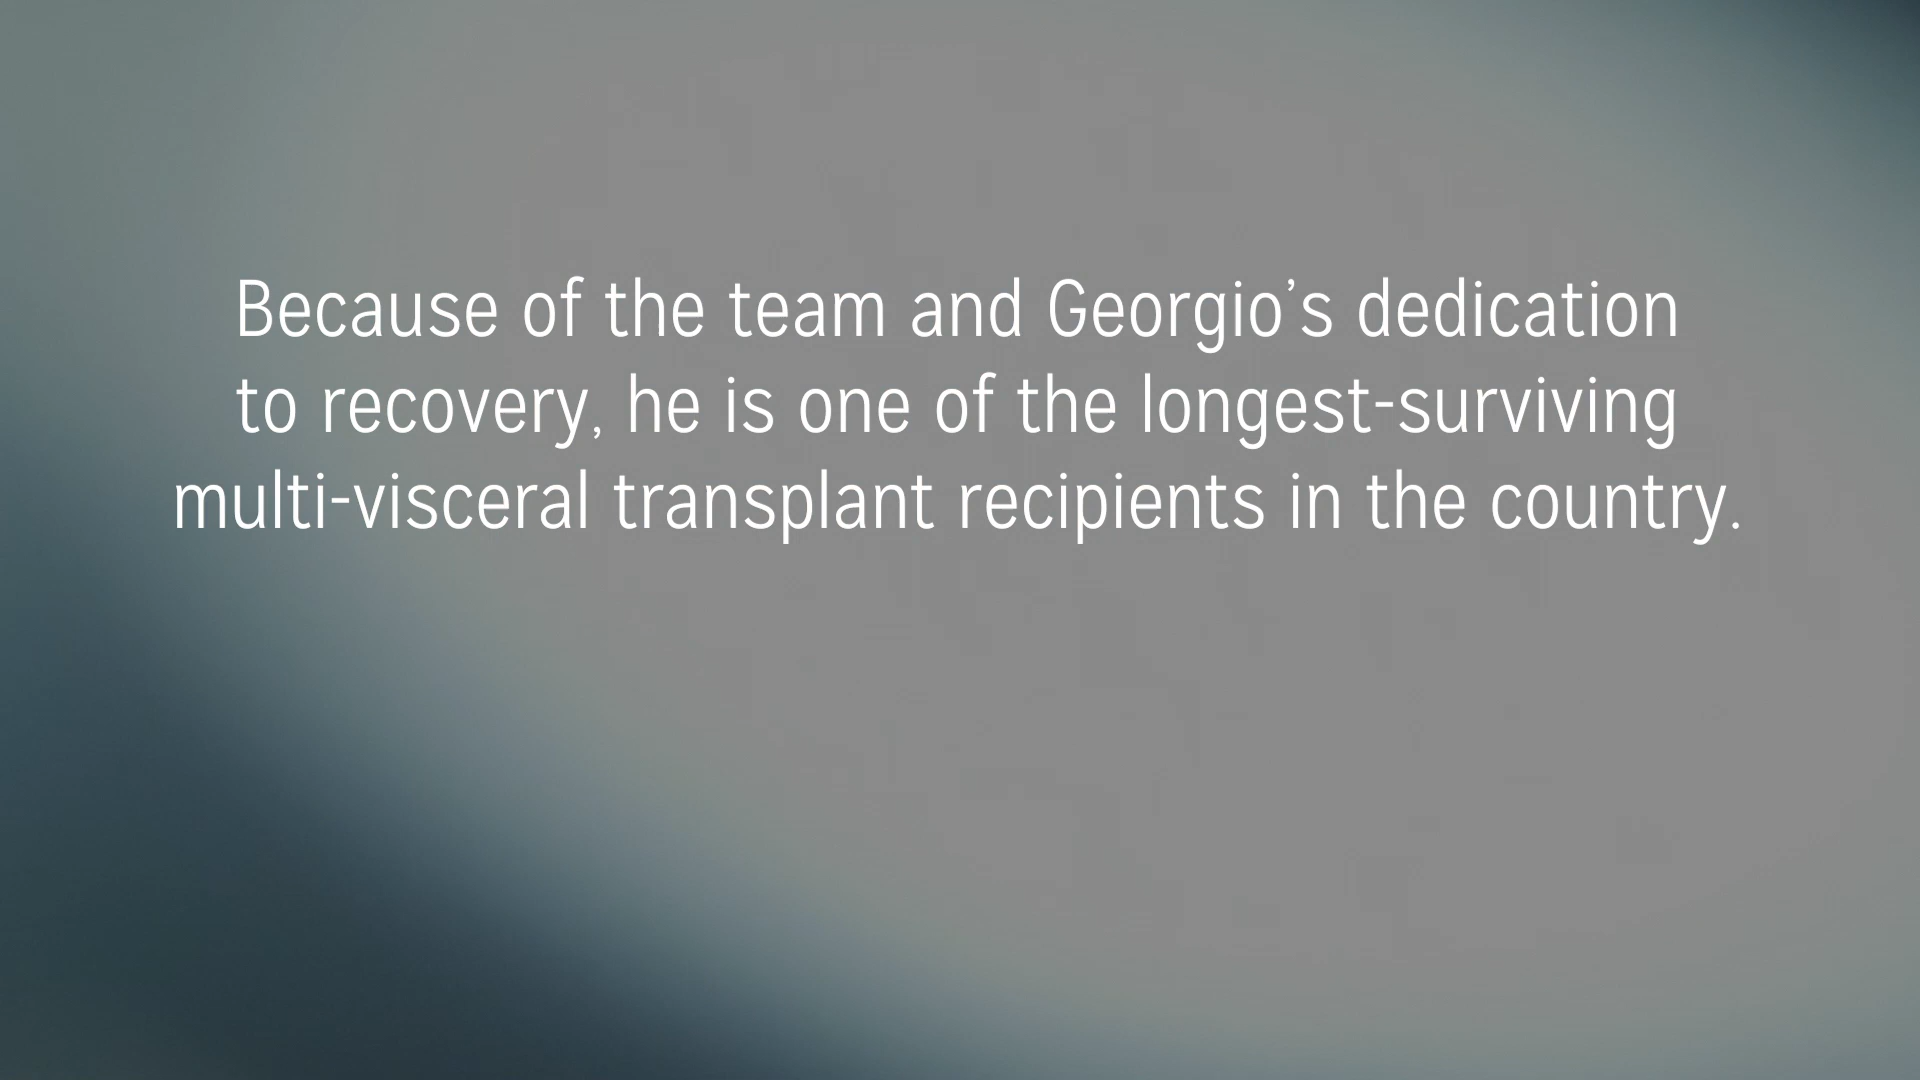 Because of the team and Georgio’s dedication
to recovery, he is one of the longest-surviving
multi-visceral transplant recipients in the country.